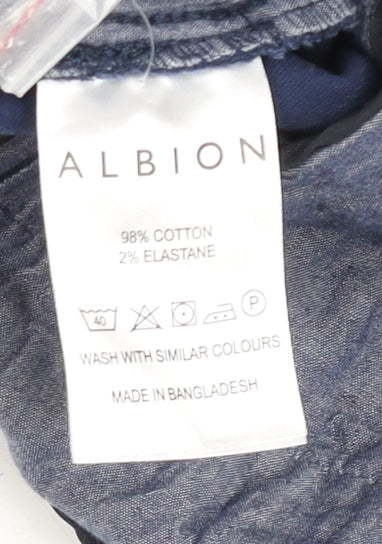 ALBION
98% COTTON
2% ELASTANE
40 P
WASH WITH SIMILAR COLOURS
MADE IN BANGLADESH